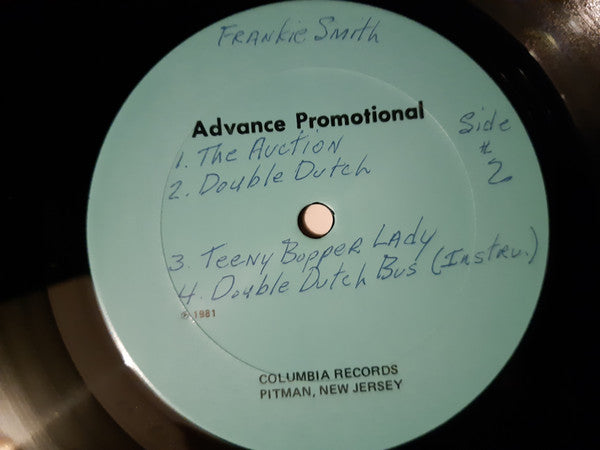 Frankie Smith
Advance Promotional
Side
# 2
1. The Auction
2. Double Dutch
3. Teeny Bopper Lady
4. Double Dutch Bus (Instru.)
℗ 1981
COLUMBIA RECORDS
PITMAN, NEW JERSEY